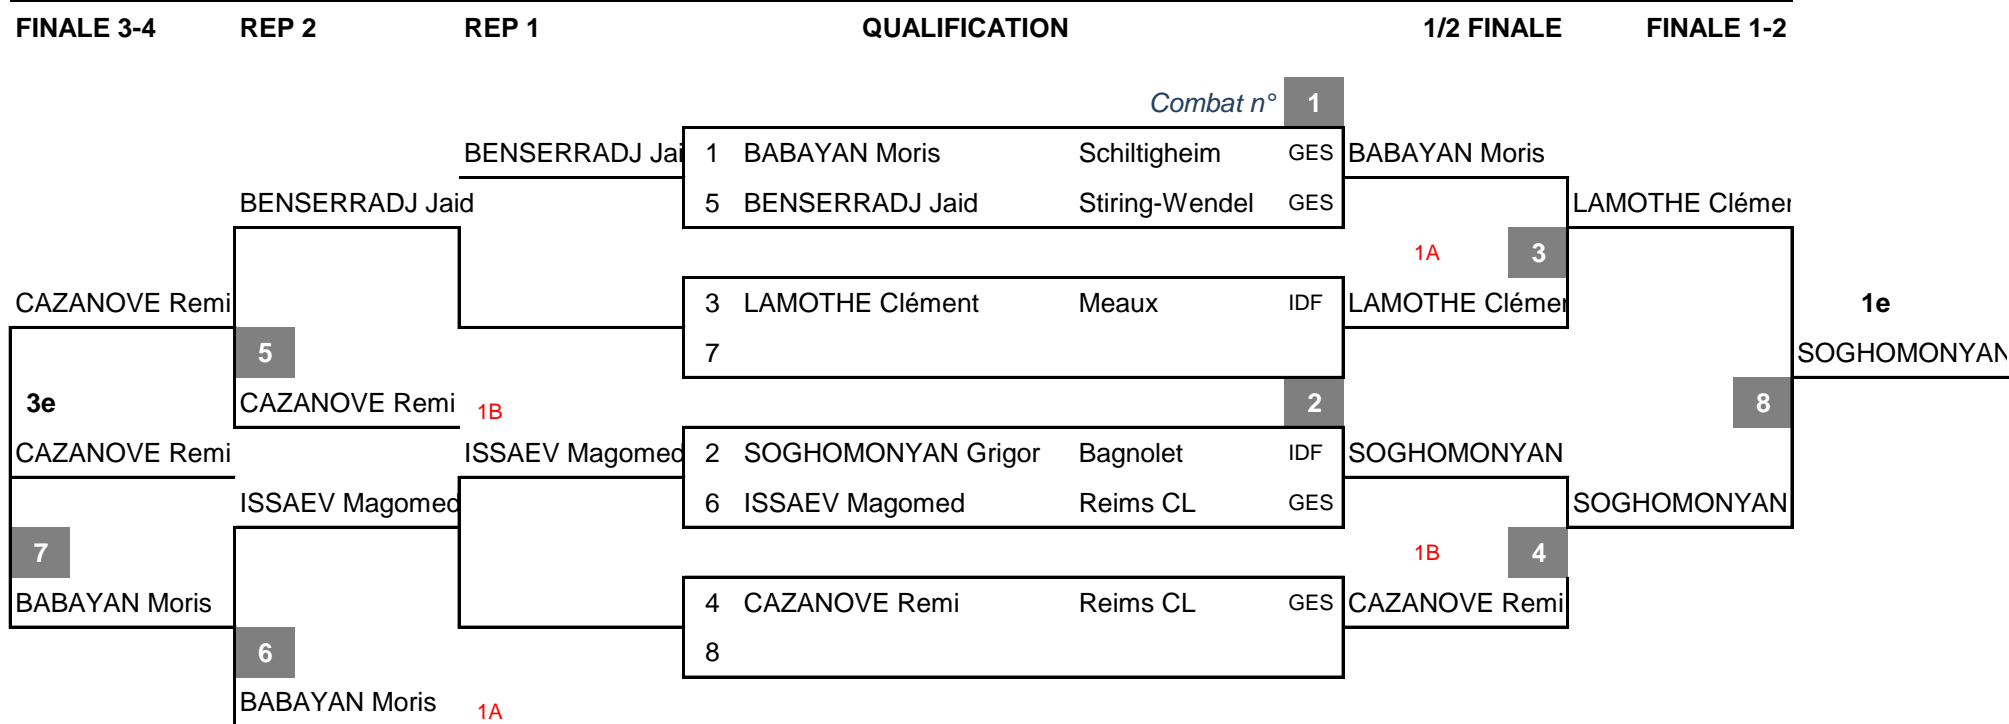 FINALE 3-4 REP 2 REP 1 QUALIFICATION 1/2 FINALE FINALE 1-2
Combat n° 1
BENSERRADJ Jai 1 BABAYAN Moris Schiltigheim GES BABAYAN Moris
BENSERRADJ Jaid 5 BENSERRADJ Jaid Stiring-Wendel GES LAMOTHE Clémen
1A 3
CAZANOVE Remi 3 LAMOTHE Clément Meaux IDF LAMOTHE Clémen 1e
5 7 SOGHOMONYAN
3e CAZANOVE Remi 1B 2 8
CAZANOVE Remi ISSAEV Magomed 2 SOGHOMONYAN Grigor Bagnolet IDF SOGHOMONYAN
ISSAEV Magomed 6 ISSAEV Magomed Reims CL GES SOGHOMONYAN
7 1B 4
BABAYAN Moris 4 CAZANOVE Remi Reims CL GES CAZANOVE Remi
6 8
BABAYAN Moris 1A